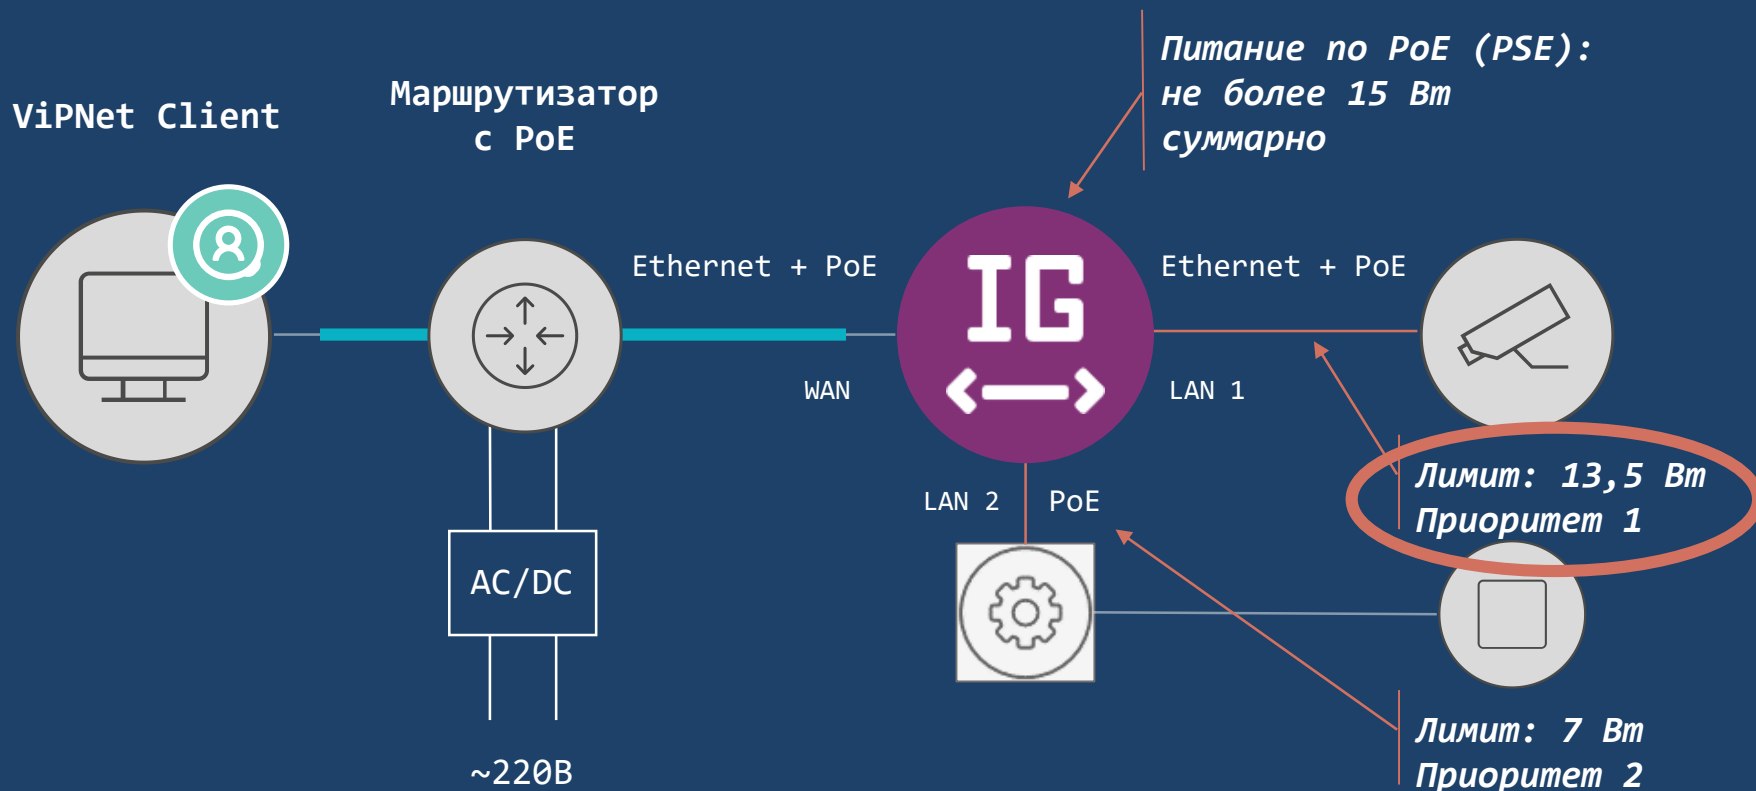 Питание по PoE (PSE):
не более 15 Вт
суммарно
ViPNet Client
Маршрутизатор
с PoE
Ethernet + PoE
IG
Ethernet + PoE
WAN
LAN 1
Лимит: 13,5 Вт
Приоритет 1
LAN 2
PoE
AC/DC
Лимит: 7 Вт
Приоритет 2
~220В